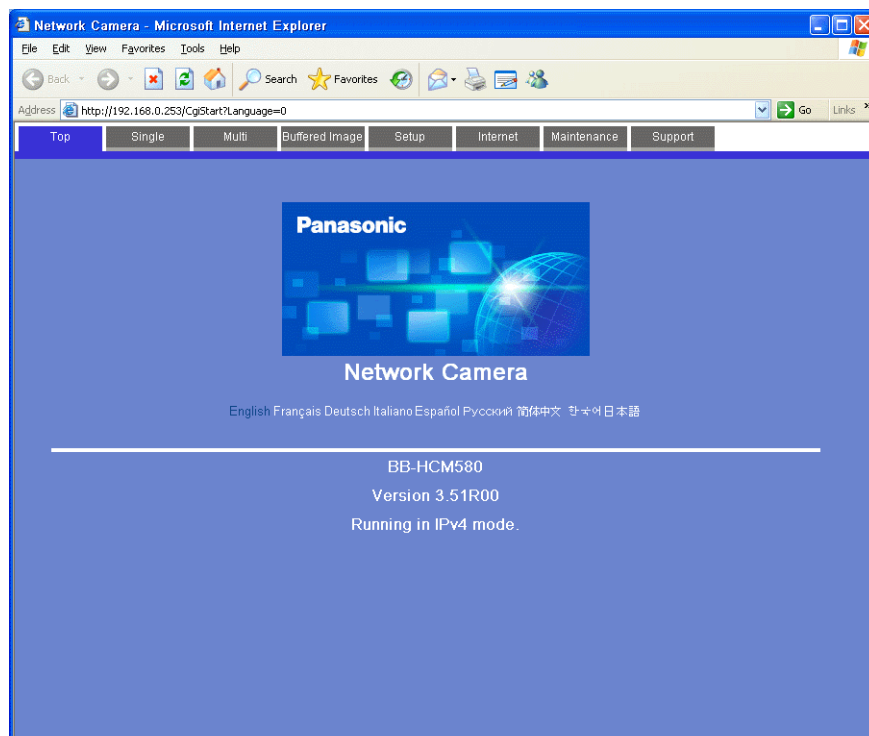 Network Camera - Microsoft Internet Explorer
File Edit View Favorites Tools Help
Back Search Favorites
Address http://192.168.0.253/CgiStart?Language=0 Go Links »
Top Single Multi Buffered Image Setup Internet Maintenance Support
Panasonic
Network Camera
English Français Deutsch Italiano Español Русский 简体中文 한국어 日本語
BB-HCM580
Version 3.51R00
Running in IPv4 mode.